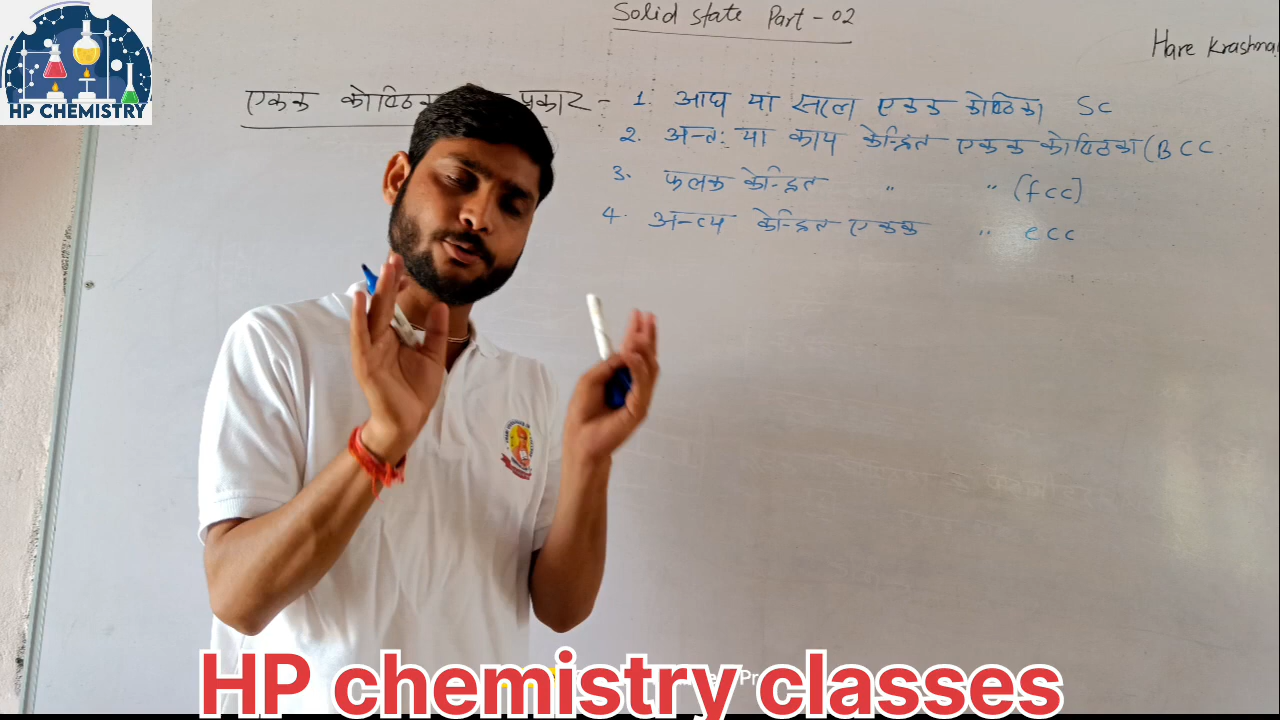 HP CHEMISTRY
Solid state Part - 02
Hare Krashna
एकक कोष्ठिका प्रकार -
1. आद्य या सरल एकक कोष्ठिका SC
2. अन्त: या काय केन्द्रित एकक कोष्ठिका (BCC
3. फलक केन्द्रित " " (fcc)
4. अन्त्य केन्द्रित एकक " ecc
HP chemistry classes